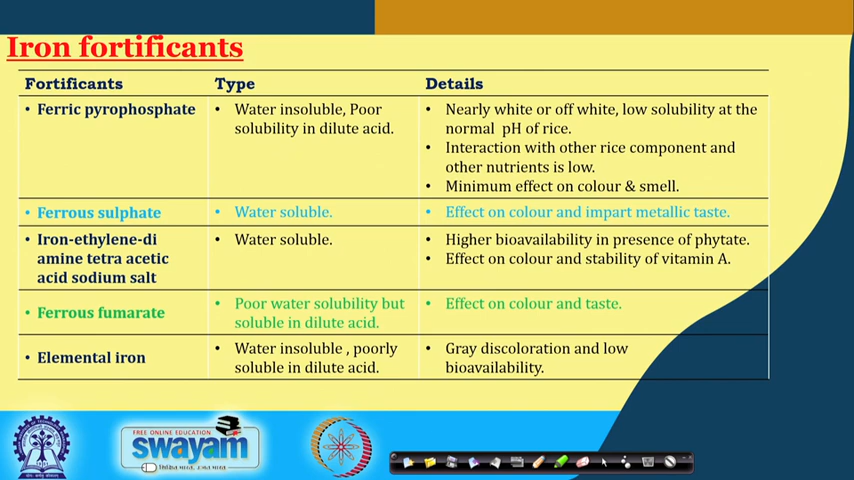 Iron fortificants
Fortificants Type Details
• Ferric pyrophosphate
• Water insoluble, Poor
solubility in dilute acid.
• Nearly white or off white, low solubility at the
normal pH of rice.
• Interaction with other rice component and
other nutrients is low.
• Minimum effect on colour & smell.
• Ferrous sulphate
• Water soluble.
• Effect on colour and impart metallic taste.
• Iron-ethylene-di
amine tetra acetic
acid sodium salt
• Water soluble.
• Higher bioavailability in presence of phytate.
• Effect on colour and stability of vitamin A.
• Ferrous fumarate
• Poor water solubility but
soluble in dilute acid.
• Effect on colour and taste.
• Elemental iron
• Water insoluble , poorly
soluble in dilute acid.
• Gray discoloration and low
bioavailability.
FREE ONLINE EDUCATION
swayam